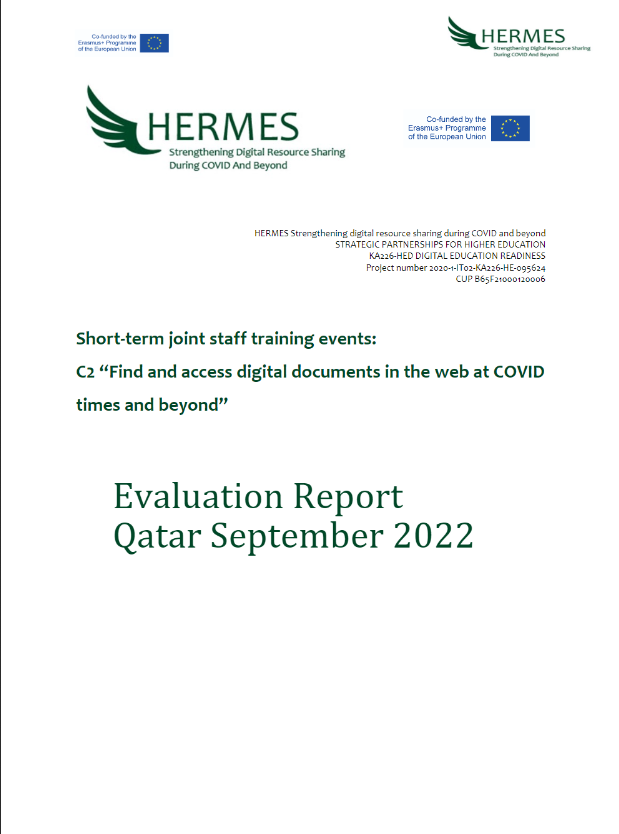 Co-funded by the
Erasmus+ Programme
of the European Union
HERMES
Strengthening Digital Resource Sharing
During COVID And Beyond
HERMES
Strengthening Digital Resource Sharing
During COVID And Beyond
Co-funded by the
Erasmus+ Programme
of the European Union
HERMES Strengthening digital resource sharing during COVID and beyond
STRATEGIC PARTNERSHIPS FOR HIGHER EDUCATION
KA226-HED DIGITAL EDUCATION READINESS
Project number 2020-1-IT02-KA226-HE-095624
CUP B65F21000120006
Short-term joint staff training events:
C2 “Find and access digital documents in the web at COVID
times and beyond”
Evaluation Report
Qatar September 2022